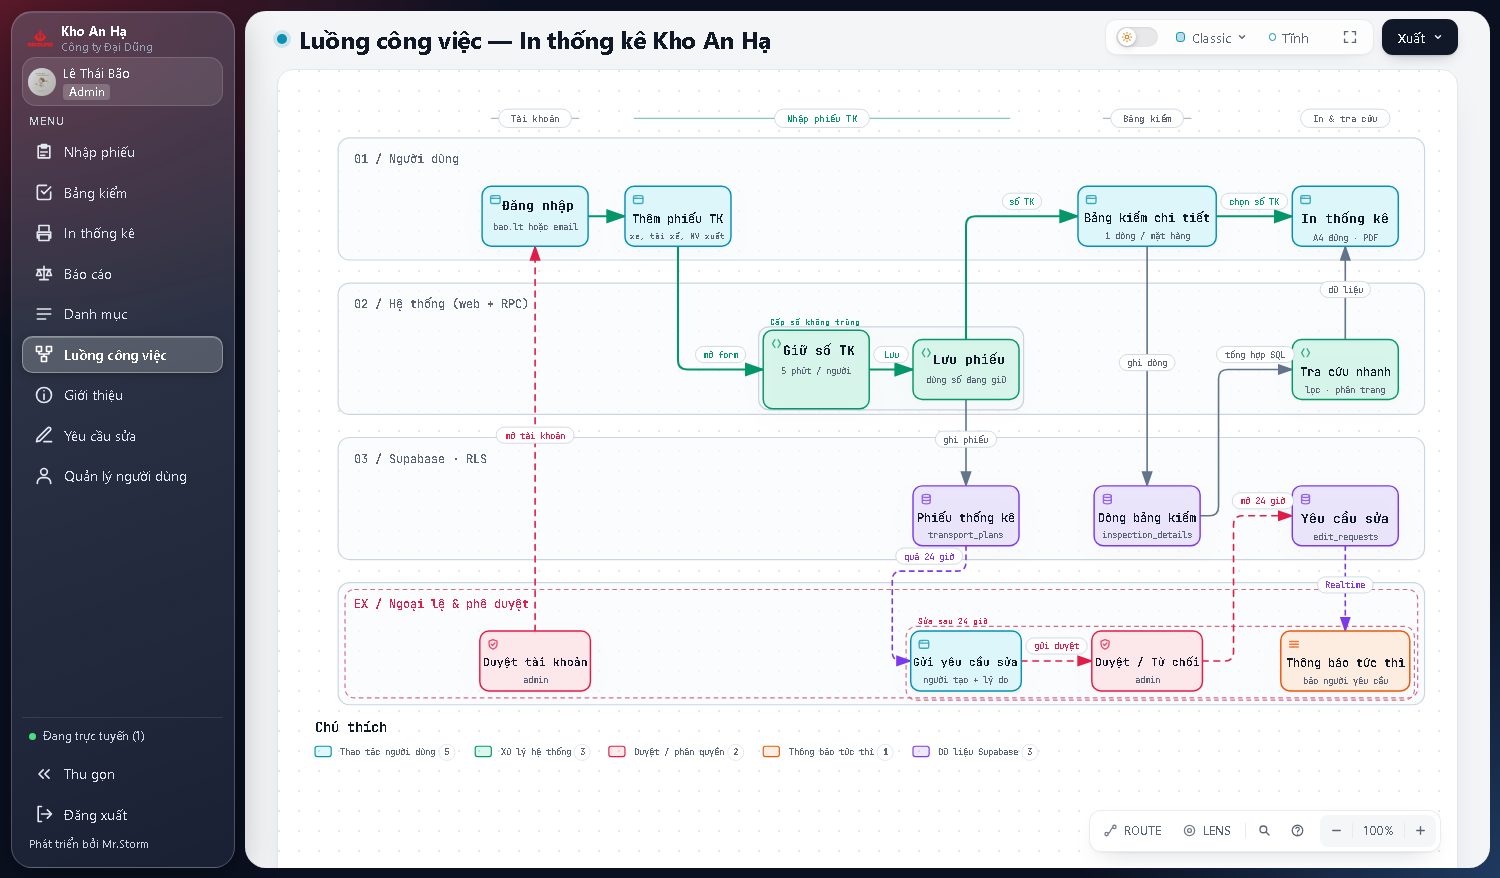 Kho An Hạ
Công ty Đại Dũng
Lê Thái Bão
Admin
MENU
Nhập phiếu
Bảng kiểm
In thống kê
Báo cáo
Danh mục
Luồng công việc
Giới thiệu
Yêu cầu sửa
Quản lý người dùng
Đang trực tuyến (1)
Thu gọn
Đăng xuất
Phát triển bởi Mr.Storm
Luồng công việc — In thống kê Kho An Hạ
Classic
Tĩnh
Xuất
Tài khoản
Nhập phiếu TK
Bảng kiểm
In & tra cứu
01 / Người dùng
Đăng nhập
bao.lt hoặc email
Thêm phiếu TK
xe, tài xế, NV xuất
số TK
Bảng kiểm chi tiết
1 dòng / mặt hàng
chọn số TK
In thống kê
A4 đứng · PDF
dữ liệu
02 / Hệ thống (web + RPC)
Cấp số không trùng
mở form
Giữ số TK
5 phút / người
Lưu
Lưu phiếu
dùng số đang giữ
ghi dòng
tổng hợp SQL
Tra cứu nhanh
lọc · phân trang
mở tài khoản
ghi phiếu
03 / Supabase · RLS
Phiếu thống kê
transport_plans
Dòng bảng kiểm
inspection_details
mở 24 giờ
Yêu cầu sửa
edit_requests
quá 24 giờ
Realtime
EX / Ngoại lệ & phê duyệt
Sửa sau 24 giờ
Duyệt tài khoản
admin
Gửi yêu cầu sửa
người tạo + lý do
gửi duyệt
Duyệt / Từ chối
admin
Thông báo tức thì
báo người yêu cầu
Chú thích
Thao tác người dùng 5
Xử lý hệ thống 3
Duyệt / phân quyền 2
Thông báo tức thì 1
Dữ liệu Supabase 3
ROUTE
LENS
100%